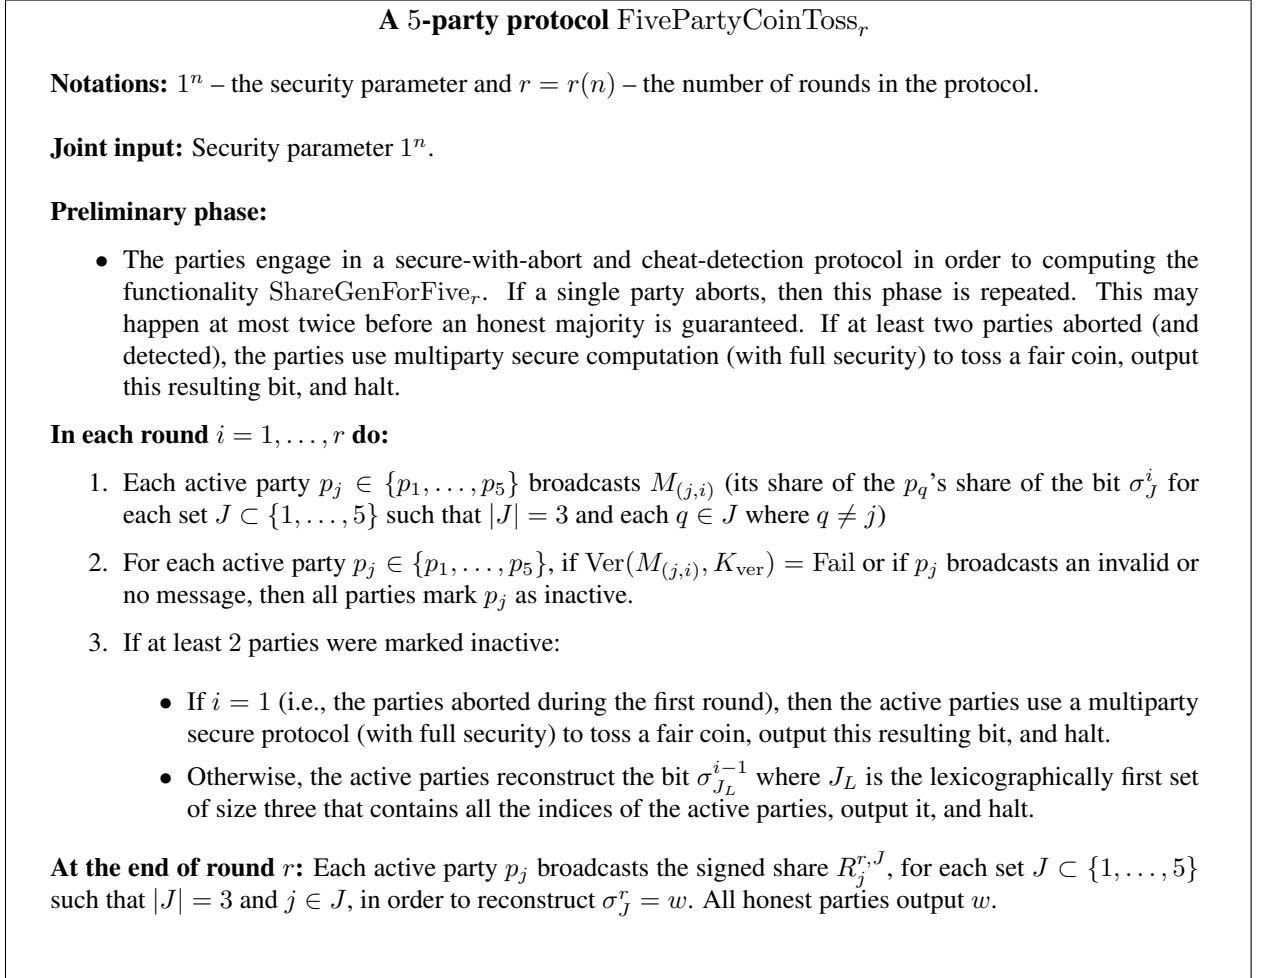 A 5-party protocol FivePartyCoinToss_r
Notations: 1^n – the security parameter and r = r(n) – the number of rounds in the protocol.
Joint input: Security parameter 1^n.
Preliminary phase:
• The parties engage in a secure-with-abort and cheat-detection protocol in order to computing the
functionality ShareGenForFive_r. If a single party aborts, then this phase is repeated. This may
happen at most twice before an honest majority is guaranteed. If at least two parties aborted (and
detected), the parties use multiparty secure computation (with full security) to toss a fair coin, output
this resulting bit, and halt.
In each round i = 1, . . . , r do:
1. Each active party p_j ∈ {p_1, . . . , p_5} broadcasts M_{(j,i)} (its share of the p_q's share of the bit σ_J^i for
each set J ⊂ {1, . . . , 5} such that |J| = 3 and each q ∈ J where q ≠ j)
2. For each active party p_j ∈ {p_1, . . . , p_5}, if Ver(M_{(j,i)}, K_ver) = Fail or if p_j broadcasts an invalid or
no message, then all parties mark p_j as inactive.
3. If at least 2 parties were marked inactive:
• If i = 1 (i.e., the parties aborted during the first round), then the active parties use a multiparty
secure protocol (with full security) to toss a fair coin, output this resulting bit, and halt.
• Otherwise, the active parties reconstruct the bit σ_{J_L}^{i−1} where J_L is the lexicographically first set
of size three that contains all the indices of the active parties, output it, and halt.
At the end of round r: Each active party p_j broadcasts the signed share R_j^{r,J}, for each set J ⊂ {1, . . . , 5}
such that |J| = 3 and j ∈ J, in order to reconstruct σ_J^r = w. All honest parties output w.